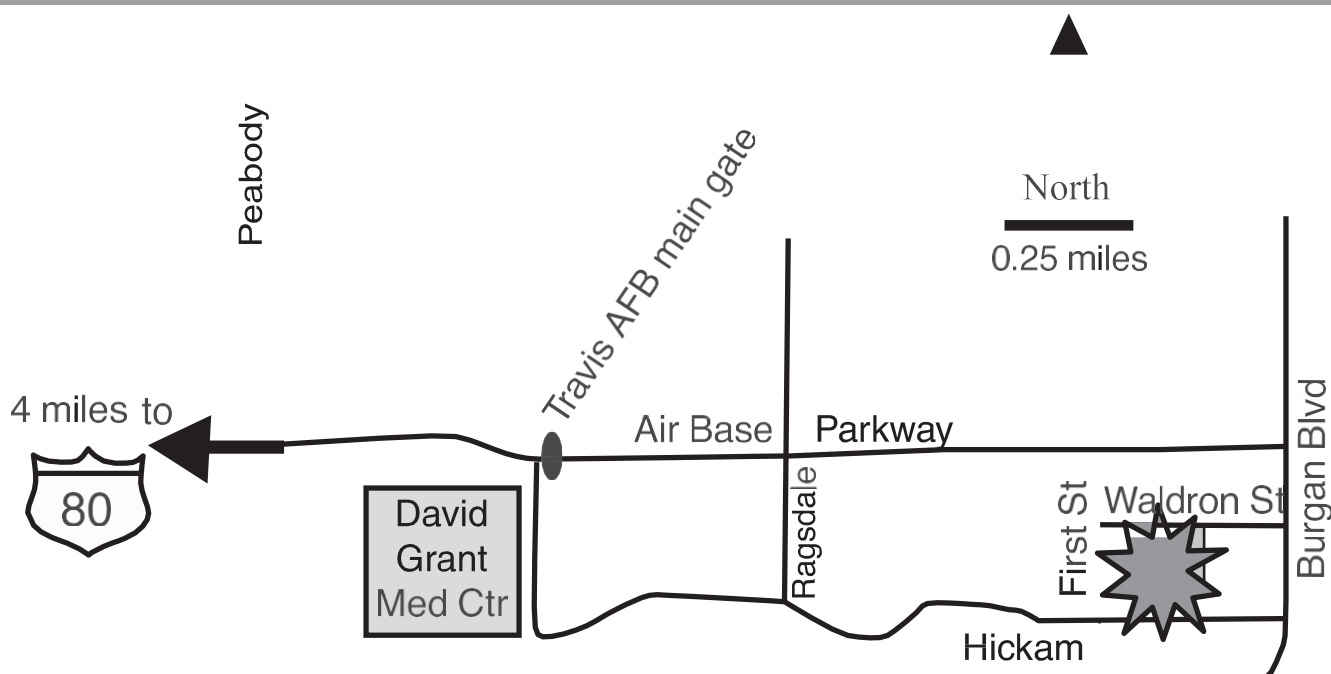 Peabody
Travis AFB main gate
North
0.25 miles
4 miles to
80
Air Base Parkway
David
Grant
Med Ctr
Ragsdale
First St
Waldron St
Burgan Blvd
Hickam